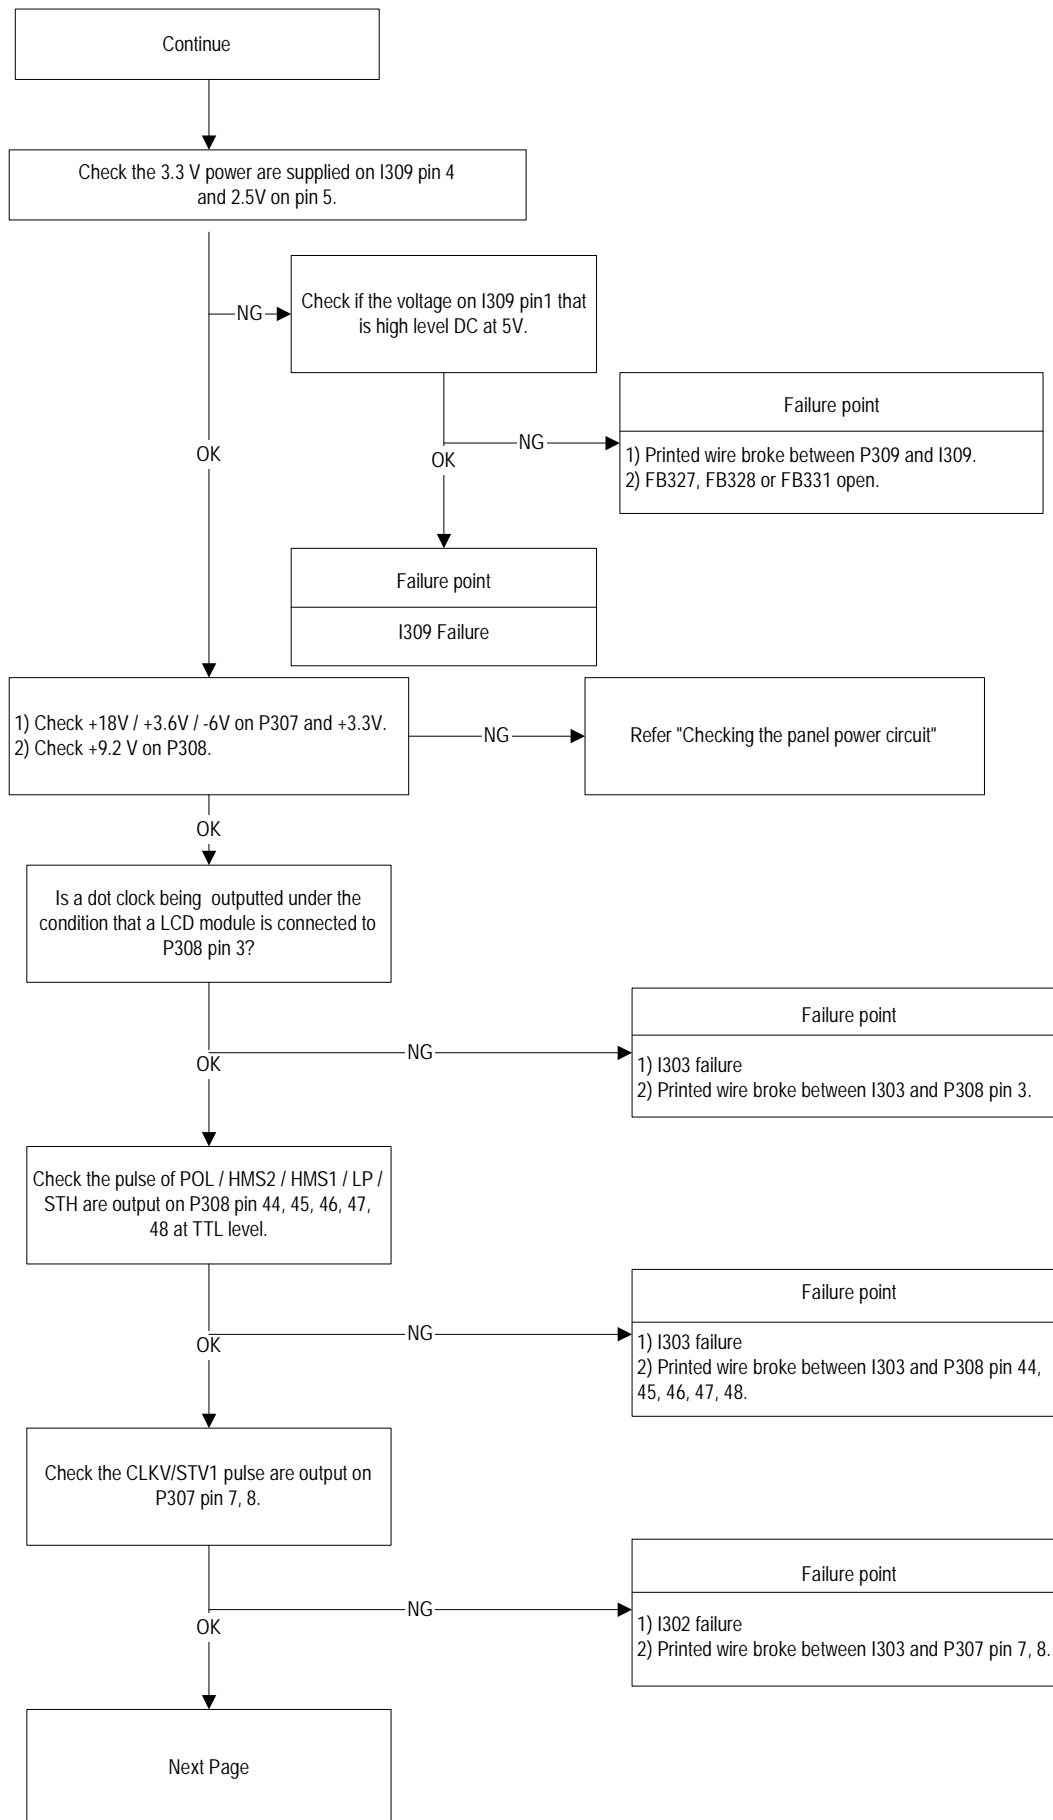 Continue
Check the 3.3 V power are supplied on I309 pin 4
and 2.5V on pin 5.
NG
Check if the voltage on I309 pin1 that
is high level DC at 5V.
OK
NG
OK
Failure point
1) Printed wire broke between P309 and I309.
2) FB327, FB328 or FB331 open.
Failure point
I309 Failure
1) Check +18V / +3.6V / -6V on P307 and +3.3V.
2) Check +9.2 V on P308.
NG
Refer "Checking the panel power circuit"
OK
Is a dot clock being outputted under the
condition that a LCD module is connected to
P308 pin 3?
NG
OK
Failure point
1) I303 failure
2) Printed wire broke between I303 and P308 pin 3.
Check the pulse of POL / HMS2 / HMS1 / LP /
STH are output on P308 pin 44, 45, 46, 47,
48 at TTL level.
NG
OK
Failure point
1) I303 failure
2) Printed wire broke between I303 and P308 pin 44,
45, 46, 47, 48.
Check the CLKV/STV1 pulse are output on
P307 pin 7, 8.
NG
OK
Failure point
1) I302 failure
2) Printed wire broke between I303 and P307 pin 7, 8.
Next Page